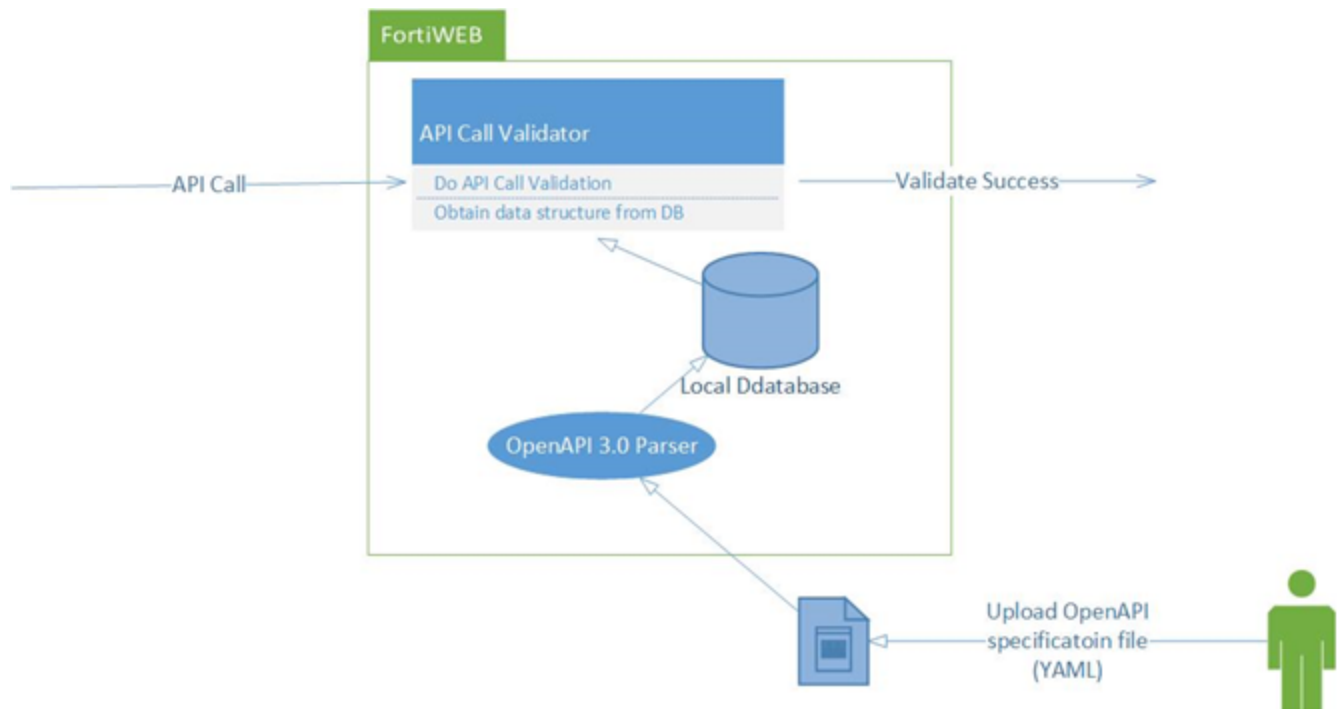 FortiWEB
API Call Validator
API Call
Do API Call Validation
Validate Success
Obtain data structure from DB
Local Ddatabase
OpenAPI 3.0 Parser
Upload OpenAPI
specificatoin file
(YAML)